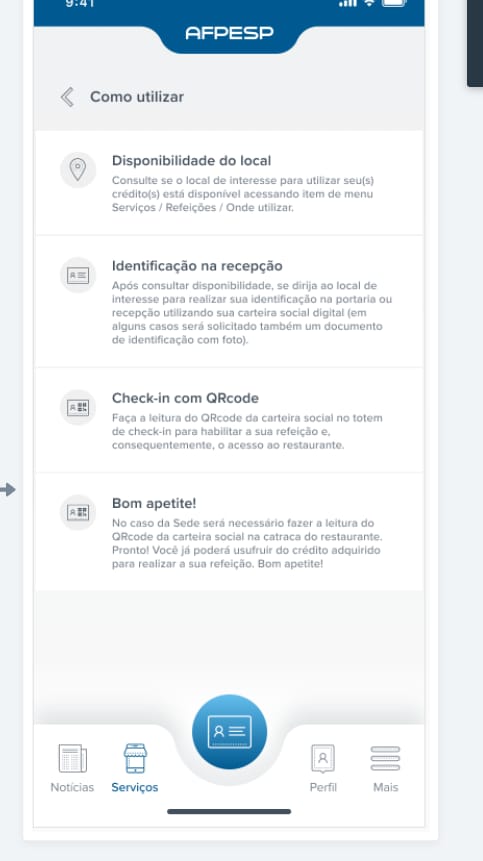 9:41
AFPESP
Como utilizar
Disponibilidade do local
Consulte se o local de interesse para utilizar seu(s)
crédito(s) está disponível acessando item de menu
Serviços / Refeições / Onde utilizar.
Identificação na recepção
Após consultar disponibilidade, se dirija ao local de
interesse para realizar sua identificação na portaria ou
recepção utilizando sua carteira social digital (em
alguns casos será solicitado também um documento
de identificação com foto).
Check-in com QRcode
Faça a leitura do QRcode da carteira social no totem
de check-in para habilitar a sua refeição e,
consequentemente, o acesso ao restaurante.
Bom apetite!
No caso da Sede será necessário fazer a leitura do
QRcode da carteira social na catraca do restaurante.
Pronto! Você já poderá usufruir do crédito adquirido
para realizar a sua refeição. Bom apetite!
Notícias
Serviços
Perfil
Mais